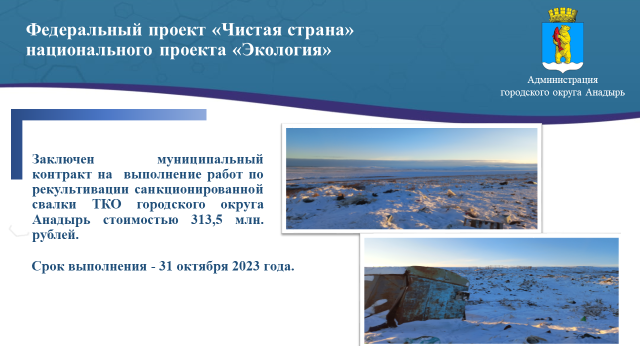 Федеральный проект «Чистая страна»
национального проекта «Экология»
Администрация
городского округа Анадырь
Заключен муниципальный
контракт на выполнение работ по
рекультивации санкционированной
свалки ТКО городского округа
Анадырь стоимостью 313,5 млн.
рублей.
Срок выполнения - 31 октября 2023 года.